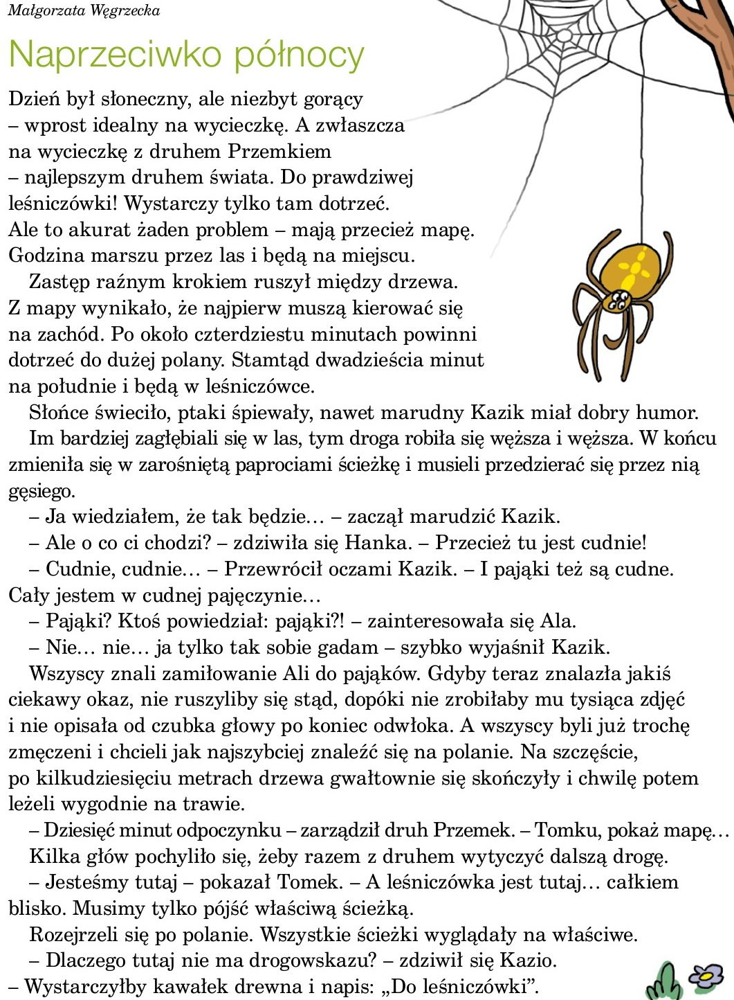 Małgorzata Węgrzecka
Naprzeciwko północy
Dzień był słoneczny, ale niezbyt gorący
– wprost idealny na wycieczkę. A zwłaszcza
na wycieczkę z druhem Przemkiem
– najlepszym druhem świata. Do prawdziwej
leśniczówki! Wystarczy tylko tam dotrzeć.
Ale to akurat żaden problem – mają przecież mapę.
Godzina marszu przez las i będą na miejscu.
Zastęp raźnym krokiem ruszył między drzewa.
Z mapy wynikało, że najpierw muszą kierować się
na zachód. Po około czterdziestu minutach powinni
dotrzeć do dużej polany. Stamtąd dwadzieścia minut
na południe i będą w leśniczówce.
Słońce świeciło, ptaki śpiewały, nawet marudny Kazik miał dobry humor.
Im bardziej zagłębiali się w las, tym droga robiła się węższa i węższa. W końcu
zmieniła się w zarośniętą paprociami ścieżkę i musieli przedzierać się przez nią
gęsiego.
– Ja wiedziałem, że tak będzie… – zaczął marudzić Kazik.
– Ale o co ci chodzi? – zdziwiła się Hanka. – Przecież tu jest cudnie!
– Cudnie, cudnie… – Przewrócił oczami Kazik. – I pająki też są cudne.
Cały jestem w cudnej pajęczynie…
– Pająki? Ktoś powiedział: pająki?! – zainteresowała się Ala.
– Nie… nie… ja tylko tak sobie gadam – szybko wyjaśnił Kazik.
Wszyscy znali zamiłowanie Ali do pająków. Gdyby teraz znalazła jakiś
ciekawy okaz, nie ruszyliby się stąd, dopóki nie zrobiłaby mu tysiąca zdjęć
i nie opisała od czubka głowy po koniec odwłoka. A wszyscy byli już trochę
zmęczeni i chcieli jak najszybciej znaleźć się na polanie. Na szczęście,
po kilkudziesięciu metrach drzewa gwałtownie się skończyły i chwilę potem
leżeli wygodnie na trawie.
– Dziesięć minut odpoczynku – zarządził druh Przemek. – Tomku, pokaż mapę…
Kilka głów pochyliło się, żeby razem z druhem wytyczyć dalszą drogę.
– Jesteśmy tutaj – pokazał Tomek. – A leśniczówka jest tutaj… całkiem
blisko. Musimy tylko pójść właściwą ścieżką.
Rozejrzeli się po polanie. Wszystkie ścieżki wyglądały na właściwe.
– Dlaczego tutaj nie ma drogowskazu? – zdziwił się Kazio.
– Wystarczyłby kawałek drewna i napis: „Do leśniczówki”.